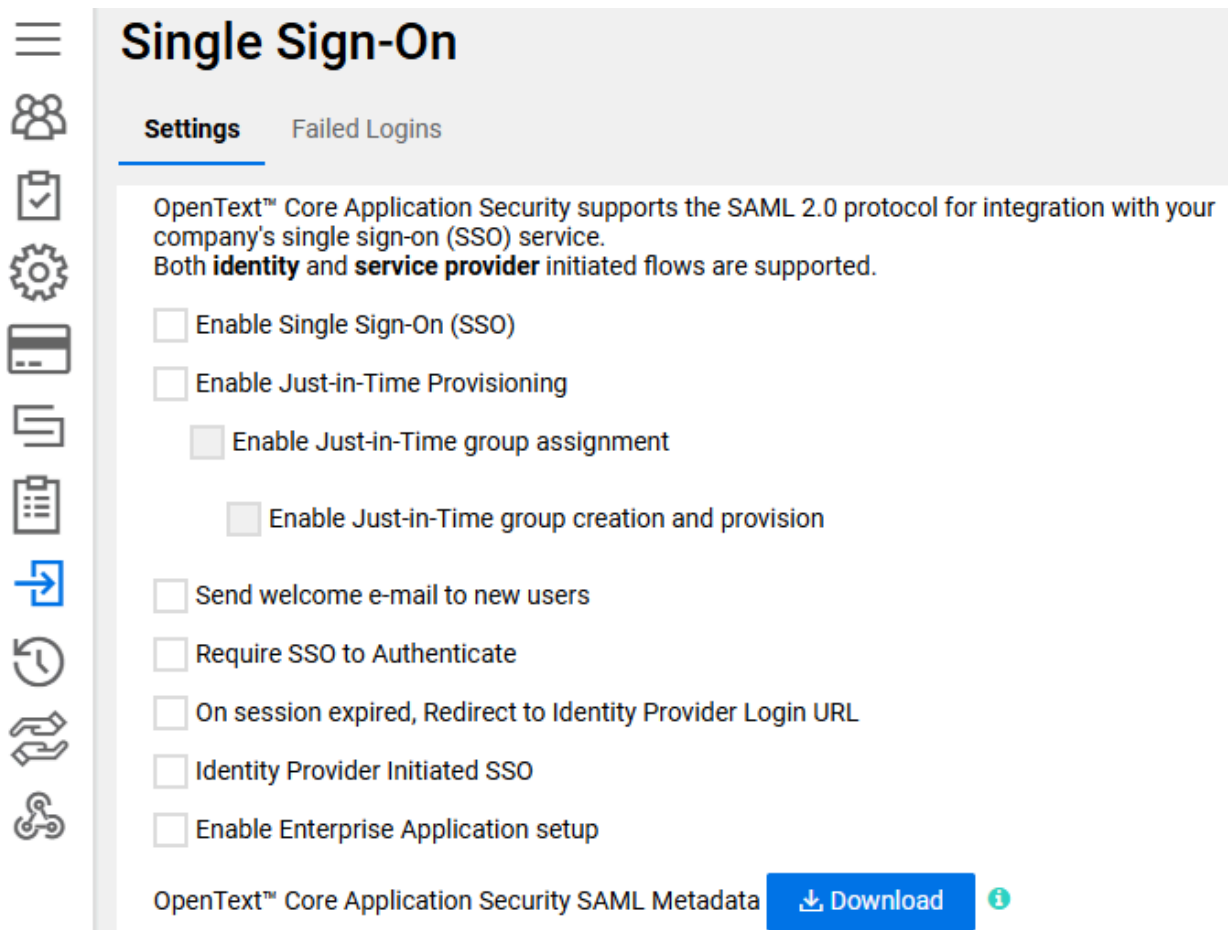 Single Sign-On
Settings
Failed Logins
OpenText™ Core Application Security supports the SAML 2.0 protocol for integration with your
company's single sign-on (SSO) service.
Both identity and service provider initiated flows are supported.
Enable Single Sign-On (SSO)
Enable Just-in-Time Provisioning
Enable Just-in-Time group assignment
Enable Just-in-Time group creation and provision
Send welcome e-mail to new users
Require SSO to Authenticate
On session expired, Redirect to Identity Provider Login URL
Identity Provider Initiated SSO
Enable Enterprise Application setup
OpenText™ Core Application Security SAML Metadata Download